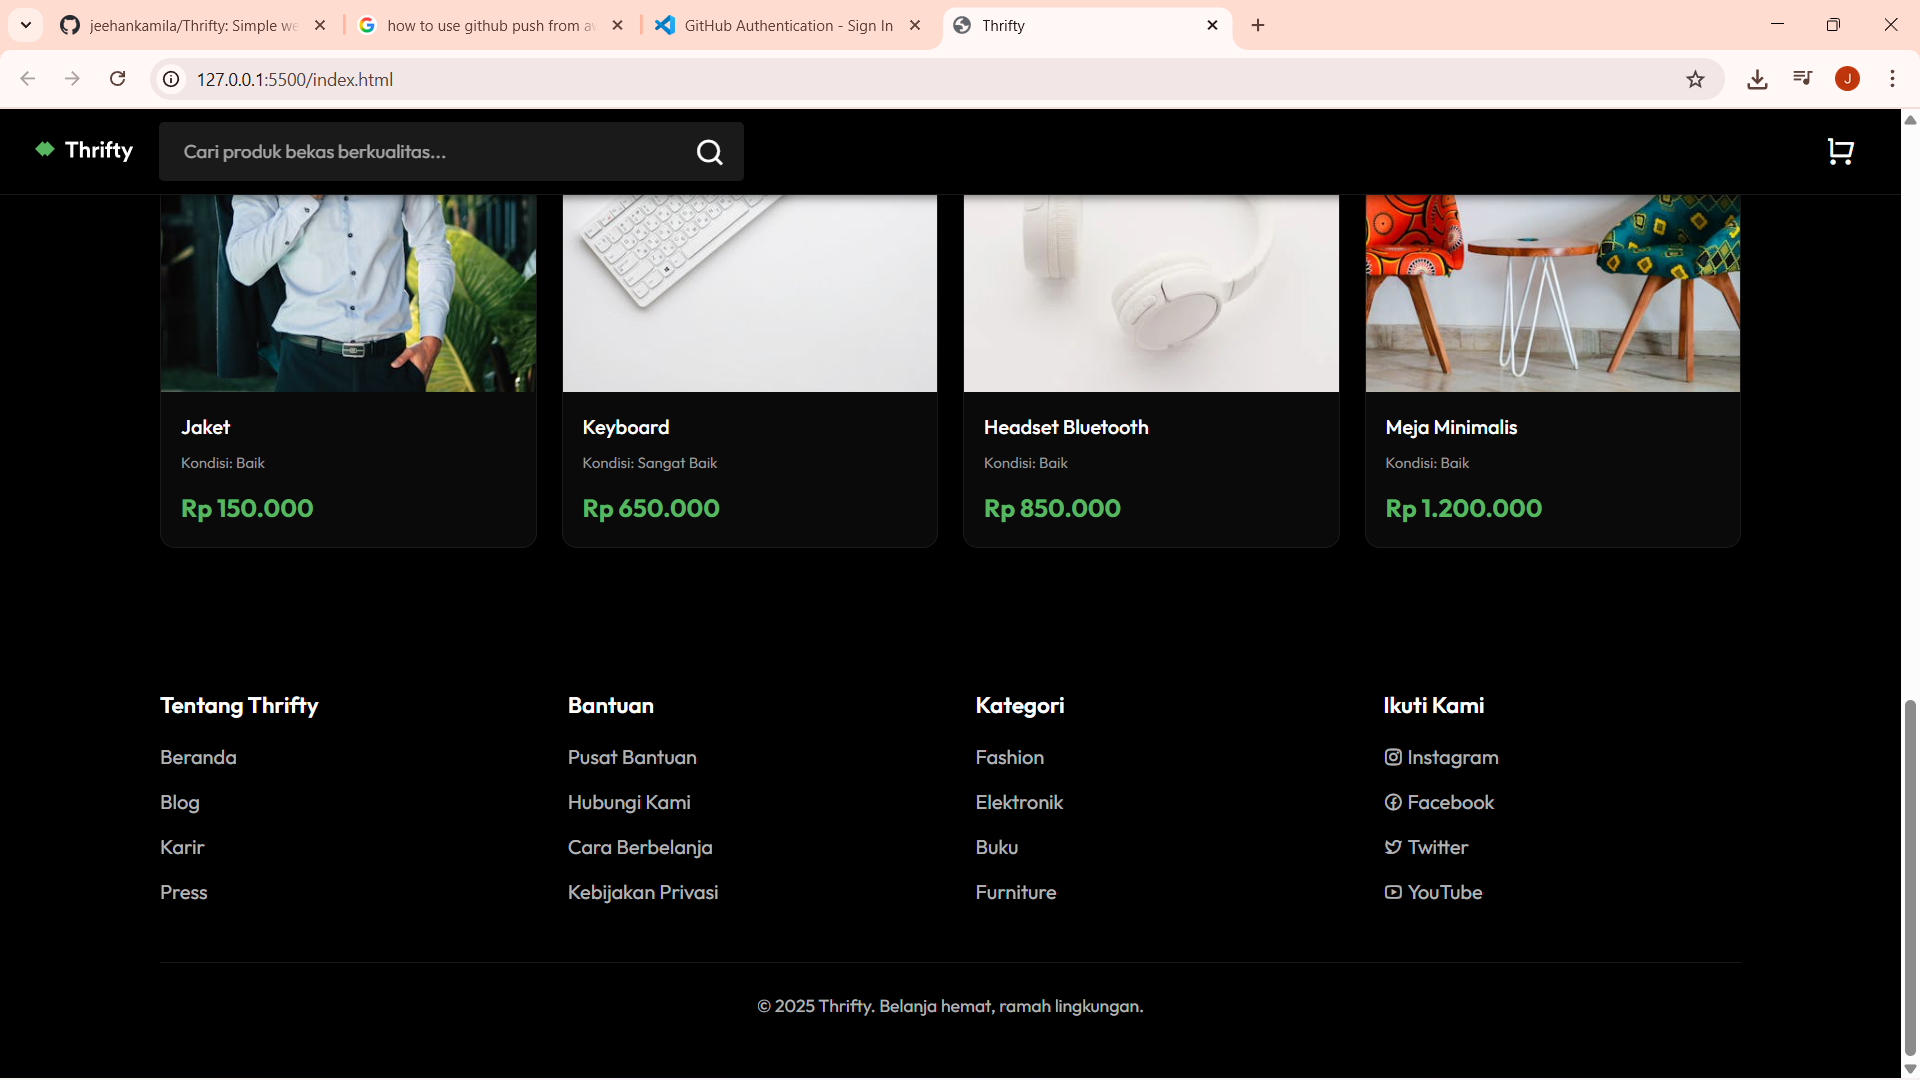 jeehankamila/Thrifty: Simple we
how to use github push from
GitHub Authentication - Sign In
Thrifty
127.0.0.1:5500/index.html
J
Thrifty
Cari produk bekas berkualitas...
Jaket
Kondisi: Baik
Rp 150.000
Keyboard
Kondisi: Sangat Baik
Rp 650.000
Headset Bluetooth
Kondisi: Baik
Rp 850.000
Meja Minimalis
Kondisi: Baik
Rp 1.200.000
Tentang Thrifty
Beranda
Blog
Karir
Press
Bantuan
Pusat Bantuan
Hubungi Kami
Cara Berbelanja
Kebijakan Privasi
Kategori
Fashion
Elektronik
Buku
Furniture
Ikuti Kami
Instagram
Facebook
Twitter
YouTube
© 2025 Thrifty. Belanja hemat, ramah lingkungan.